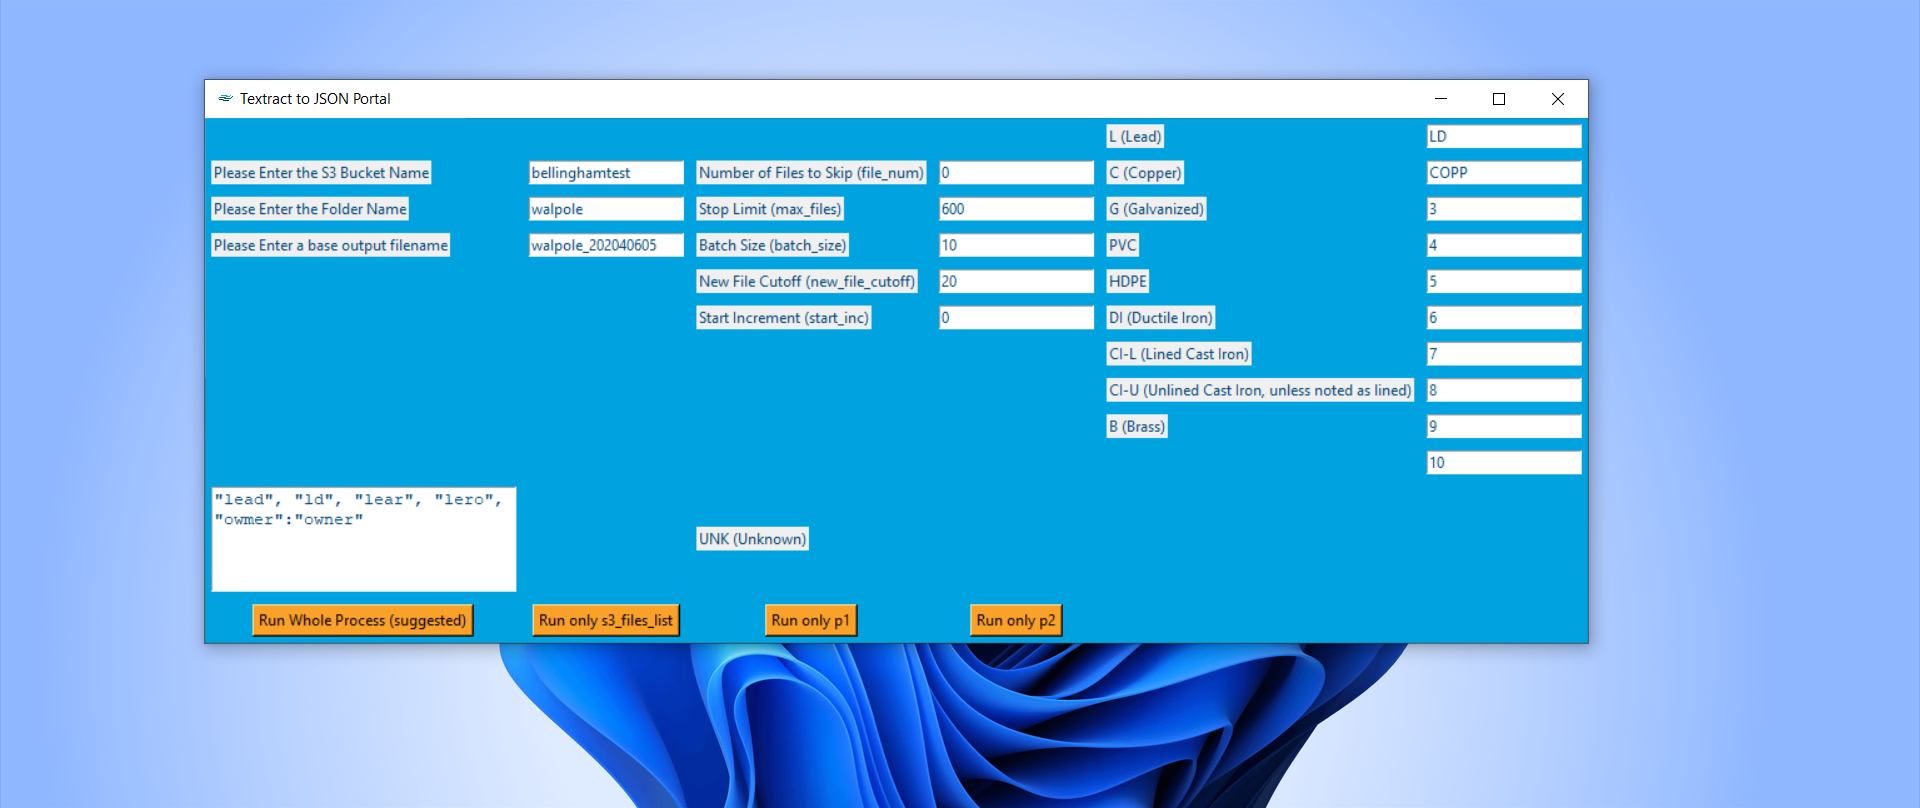 Textract to JSON Portal
L (Lead) LD
Please Enter the S3 Bucket Name bellinghamtest Number of Files to Skip (file_num) 0 C (Copper) COPP
Please Enter the Folder Name walpole Stop Limit (max_files) 600 G (Galvanized) 3
Please Enter a base output filename walpole_202040605 Batch Size (batch_size) 10 PVC 4
New File Cutoff (new_file_cutoff) 20 HDPE 5
Start Increment (start_inc) 0 DI (Ductile Iron) 6
CI-L (Lined Cast Iron) 7
CI-U (Unlined Cast Iron, unless noted as lined) 8
B (Brass) 9
10
"lead", "ld", "lear", "lero",
"owmer":"owner"
UNK (Unknown)
Run Whole Process (suggested) Run only s3_files_list Run only p1 Run only p2